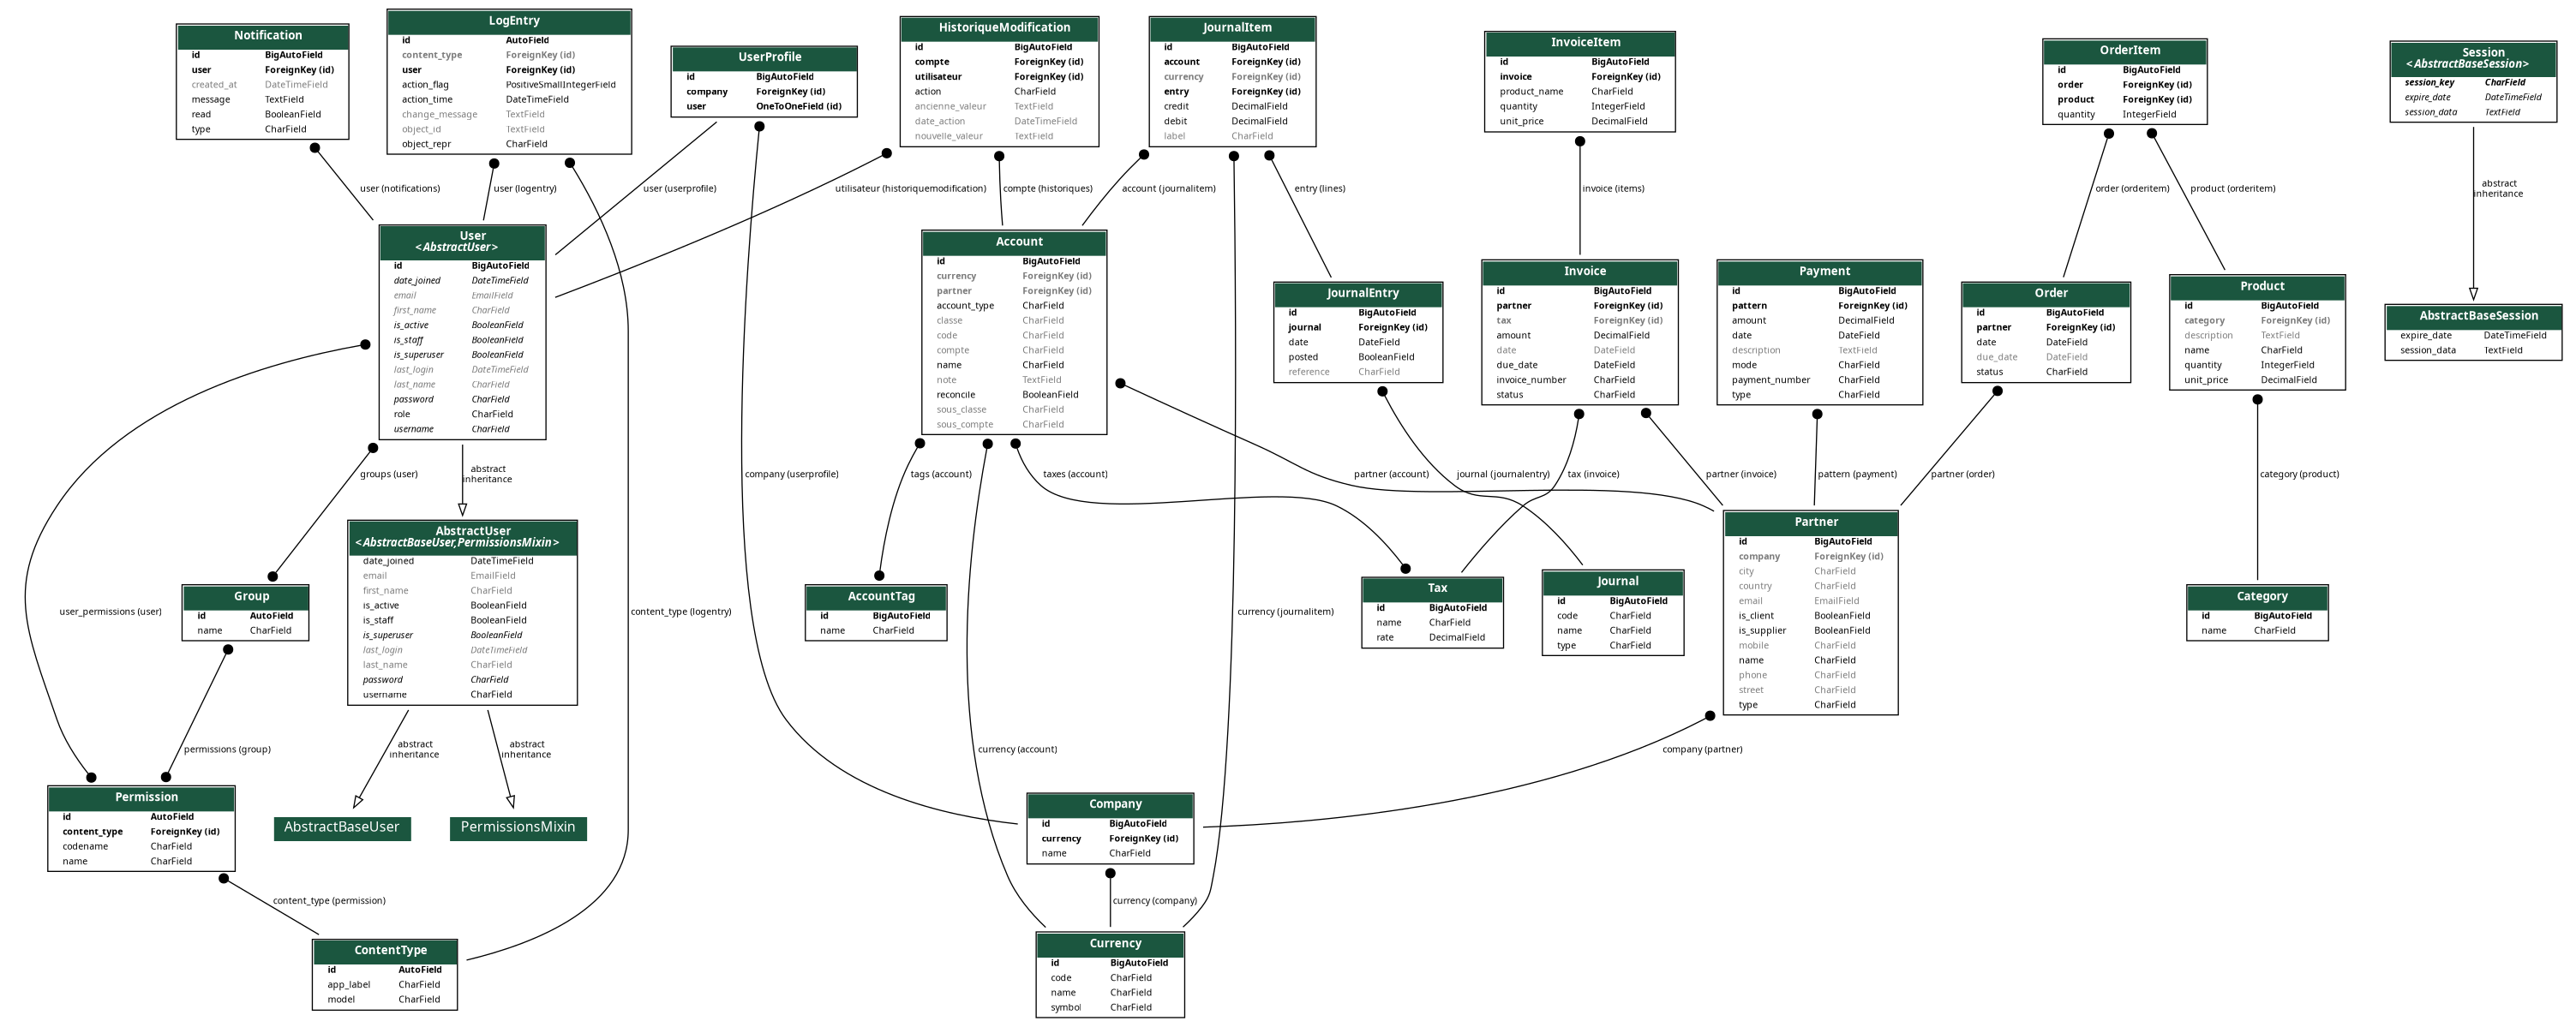 Notification
id BigAutoField
user ForeignKey (id)
created_at DateTimeField
message TextField
read BooleanField
type CharField
LogEntry
id AutoField
content_type ForeignKey (id)
user ForeignKey (id)
action_flag PositiveSmallIntegerField
action_time DateTimeField
change_message TextField
object_id TextField
object_repr CharField
UserProfile
id BigAutoField
company ForeignKey (id)
user OneToOneField (id)
HistoriqueModification
id BigAutoField
compte ForeignKey (id)
utilisateur ForeignKey (id)
action CharField
ancienne_valeur TextField
date_action DateTimeField
nouvelle_valeur TextField
JournalItem
id BigAutoField
account ForeignKey (id)
currency ForeignKey (id)
entry ForeignKey (id)
credit DecimalField
debit DecimalField
label CharField
InvoiceItem
id BigAutoField
invoice ForeignKey (id)
product_name CharField
quantity IntegerField
unit_price DecimalField
OrderItem
id BigAutoField
order ForeignKey (id)
product ForeignKey (id)
quantity IntegerField
Session
<AbstractBaseSession>
session_key CharField
expire_date DateTimeField
session_data TextField
user (notifications)
user (logentry)
user (userprofile)
utilisateur (historiquemodification)
compte (historiques)
account (journalitem)
entry (lines)
invoice (items)
order (orderitem)
product (orderitem)
abstract
inheritance
User
<AbstractUser>
id BigAutoField
date_joined DateTimeField
email EmailField
first_name CharField
is_active BooleanField
is_staff BooleanField
is_superuser BooleanField
last_login DateTimeField
last_name CharField
password CharField
role CharField
username CharField
Account
id BigAutoField
currency ForeignKey (id)
partner ForeignKey (id)
account_type CharField
classe CharField
code CharField
compte CharField
name CharField
note TextField
reconcile BooleanField
sous_classe CharField
sous_compte CharField
JournalEntry
id BigAutoField
journal ForeignKey (id)
date DateField
posted BooleanField
reference CharField
Invoice
id BigAutoField
partner ForeignKey (id)
tax ForeignKey (id)
amount DecimalField
date DateField
due_date DateField
invoice_number CharField
status CharField
Payment
id BigAutoField
pattern ForeignKey (id)
amount DecimalField
date DateField
description TextField
mode CharField
payment_number CharField
type CharField
Order
id BigAutoField
partner ForeignKey (id)
date DateField
due_date DateField
status CharField
Product
id BigAutoField
category ForeignKey (id)
description TextField
name CharField
quantity IntegerField
unit_price DecimalField
AbstractBaseSession
expire_date DateTimeField
session_data TextField
groups (user)
abstract
inheritance
company (userprofile)
tags (account)
taxes (account)
partner (account)
journal (journalentry)
tax (invoice)
partner (invoice)
pattern (payment)
partner (order)
category (product)
AbstractUser
<AbstractBaseUser,PermissionsMixin>
date_joined DateTimeField
email EmailField
first_name CharField
is_active BooleanField
is_staff BooleanField
is_superuser BooleanField
last_login DateTimeField
last_name CharField
password CharField
username CharField
user_permissions (user)
Group
id AutoField
name CharField
content_type (logentry)
AccountTag
id BigAutoField
name CharField
currency (journalitem)
Tax
id BigAutoField
name CharField
rate DecimalField
Journal
id BigAutoField
code CharField
name CharField
type CharField
Partner
id BigAutoField
company ForeignKey (id)
city CharField
country CharField
email EmailField
is_client BooleanField
is_supplier BooleanField
mobile CharField
name CharField
phone CharField
street CharField
type CharField
Category
id BigAutoField
name CharField
permissions (group)
abstract
inheritance
abstract
inheritance
currency (account)
company (partner)
Permission
id AutoField
content_type ForeignKey (id)
codename CharField
name CharField
AbstractBaseUser
PermissionsMixin
Company
id BigAutoField
currency ForeignKey (id)
name CharField
content_type (permission)
currency (company)
ContentType
id AutoField
app_label CharField
model CharField
Currency
id BigAutoField
code CharField
name CharField
symbol CharField